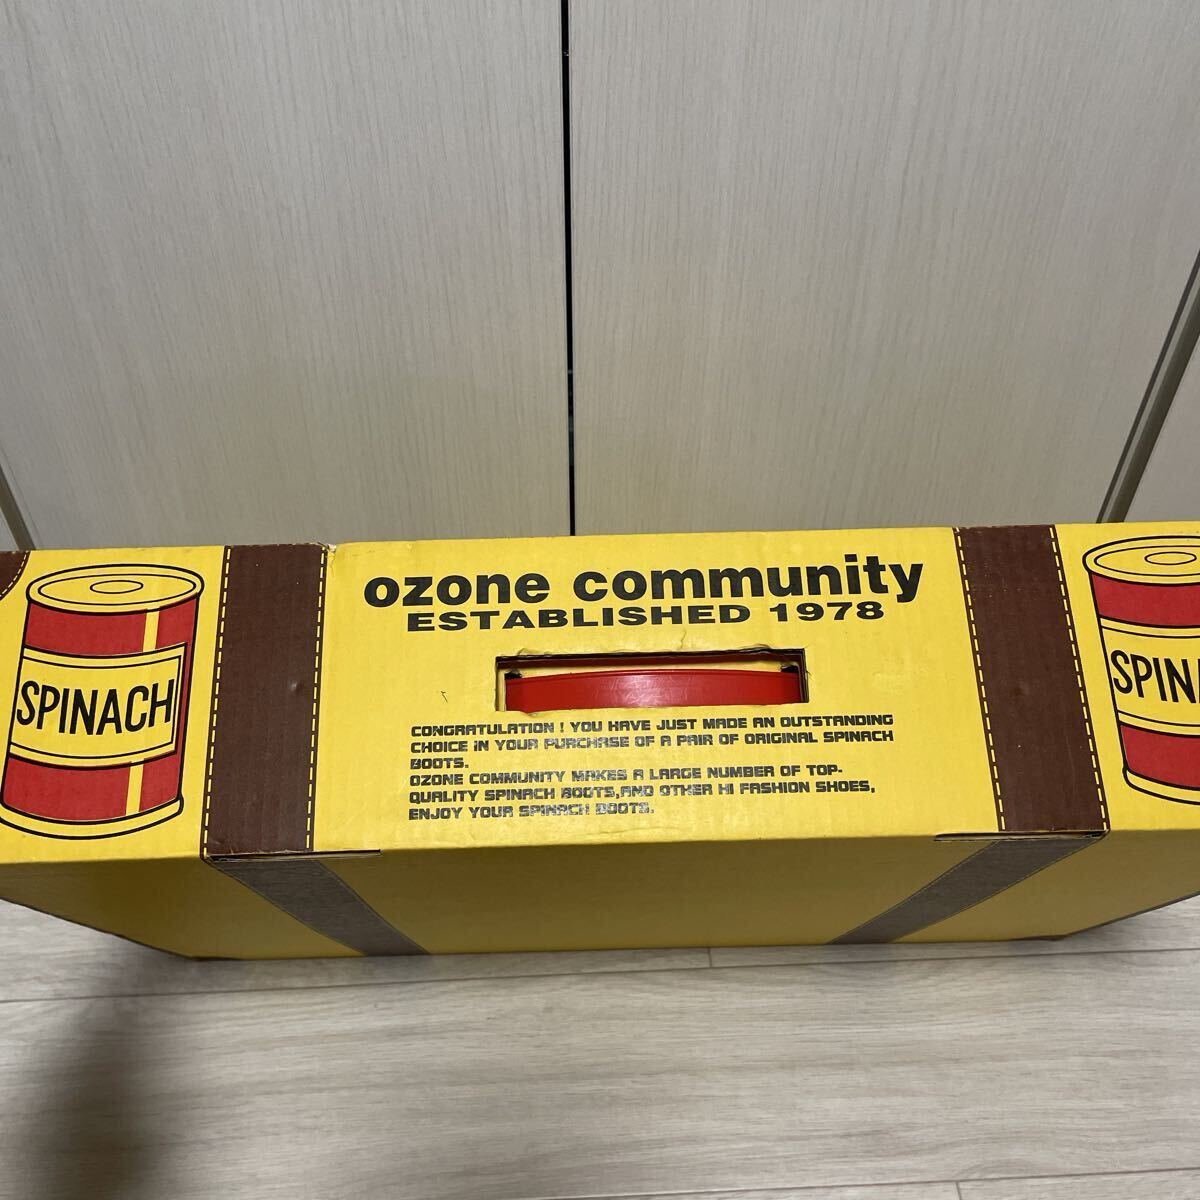 ozone community
ESTABLISHED 1978
SPINACH
SPIN
CONGRATULATION ! YOU HAVE JUST MADE AN OUTSTANDING
CHOICE IN YOUR PURCHASE OF A PAIR OF ORIGINAL SPINACH
BOOTS.
OZONE COMMUNITY MAKES A LARGE NUMBER OF TOP.
QUALITY SPINACH BOOTS,AND OTHER HI FASHION SHOES,
ENJOY YOUR SPINACH BOOTS.